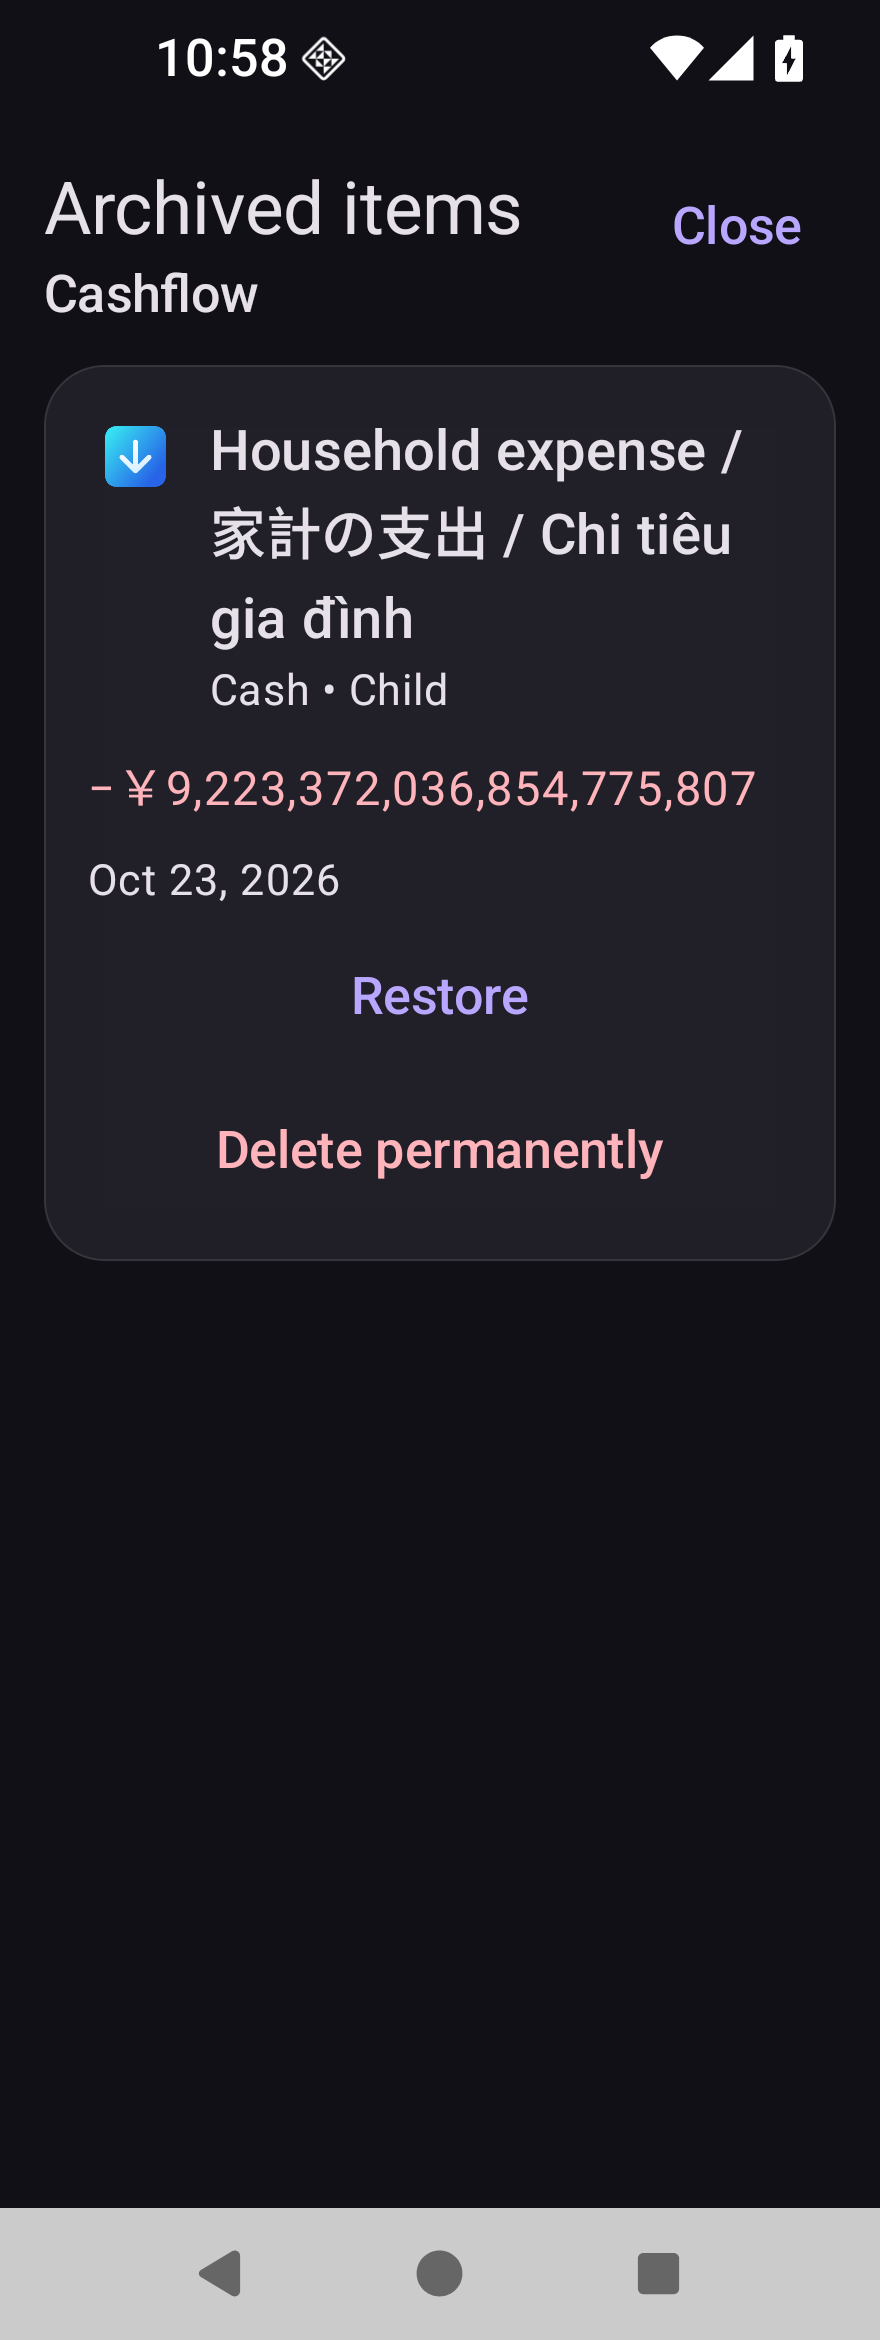 10:58
Archived items
Close
Cashflow
Household expense /
家計の支出 / Chi tiêu
gia đình
Cash • Child
−￥9,223,372,036,854,775,807
Oct 23, 2026
Restore
Delete permanently